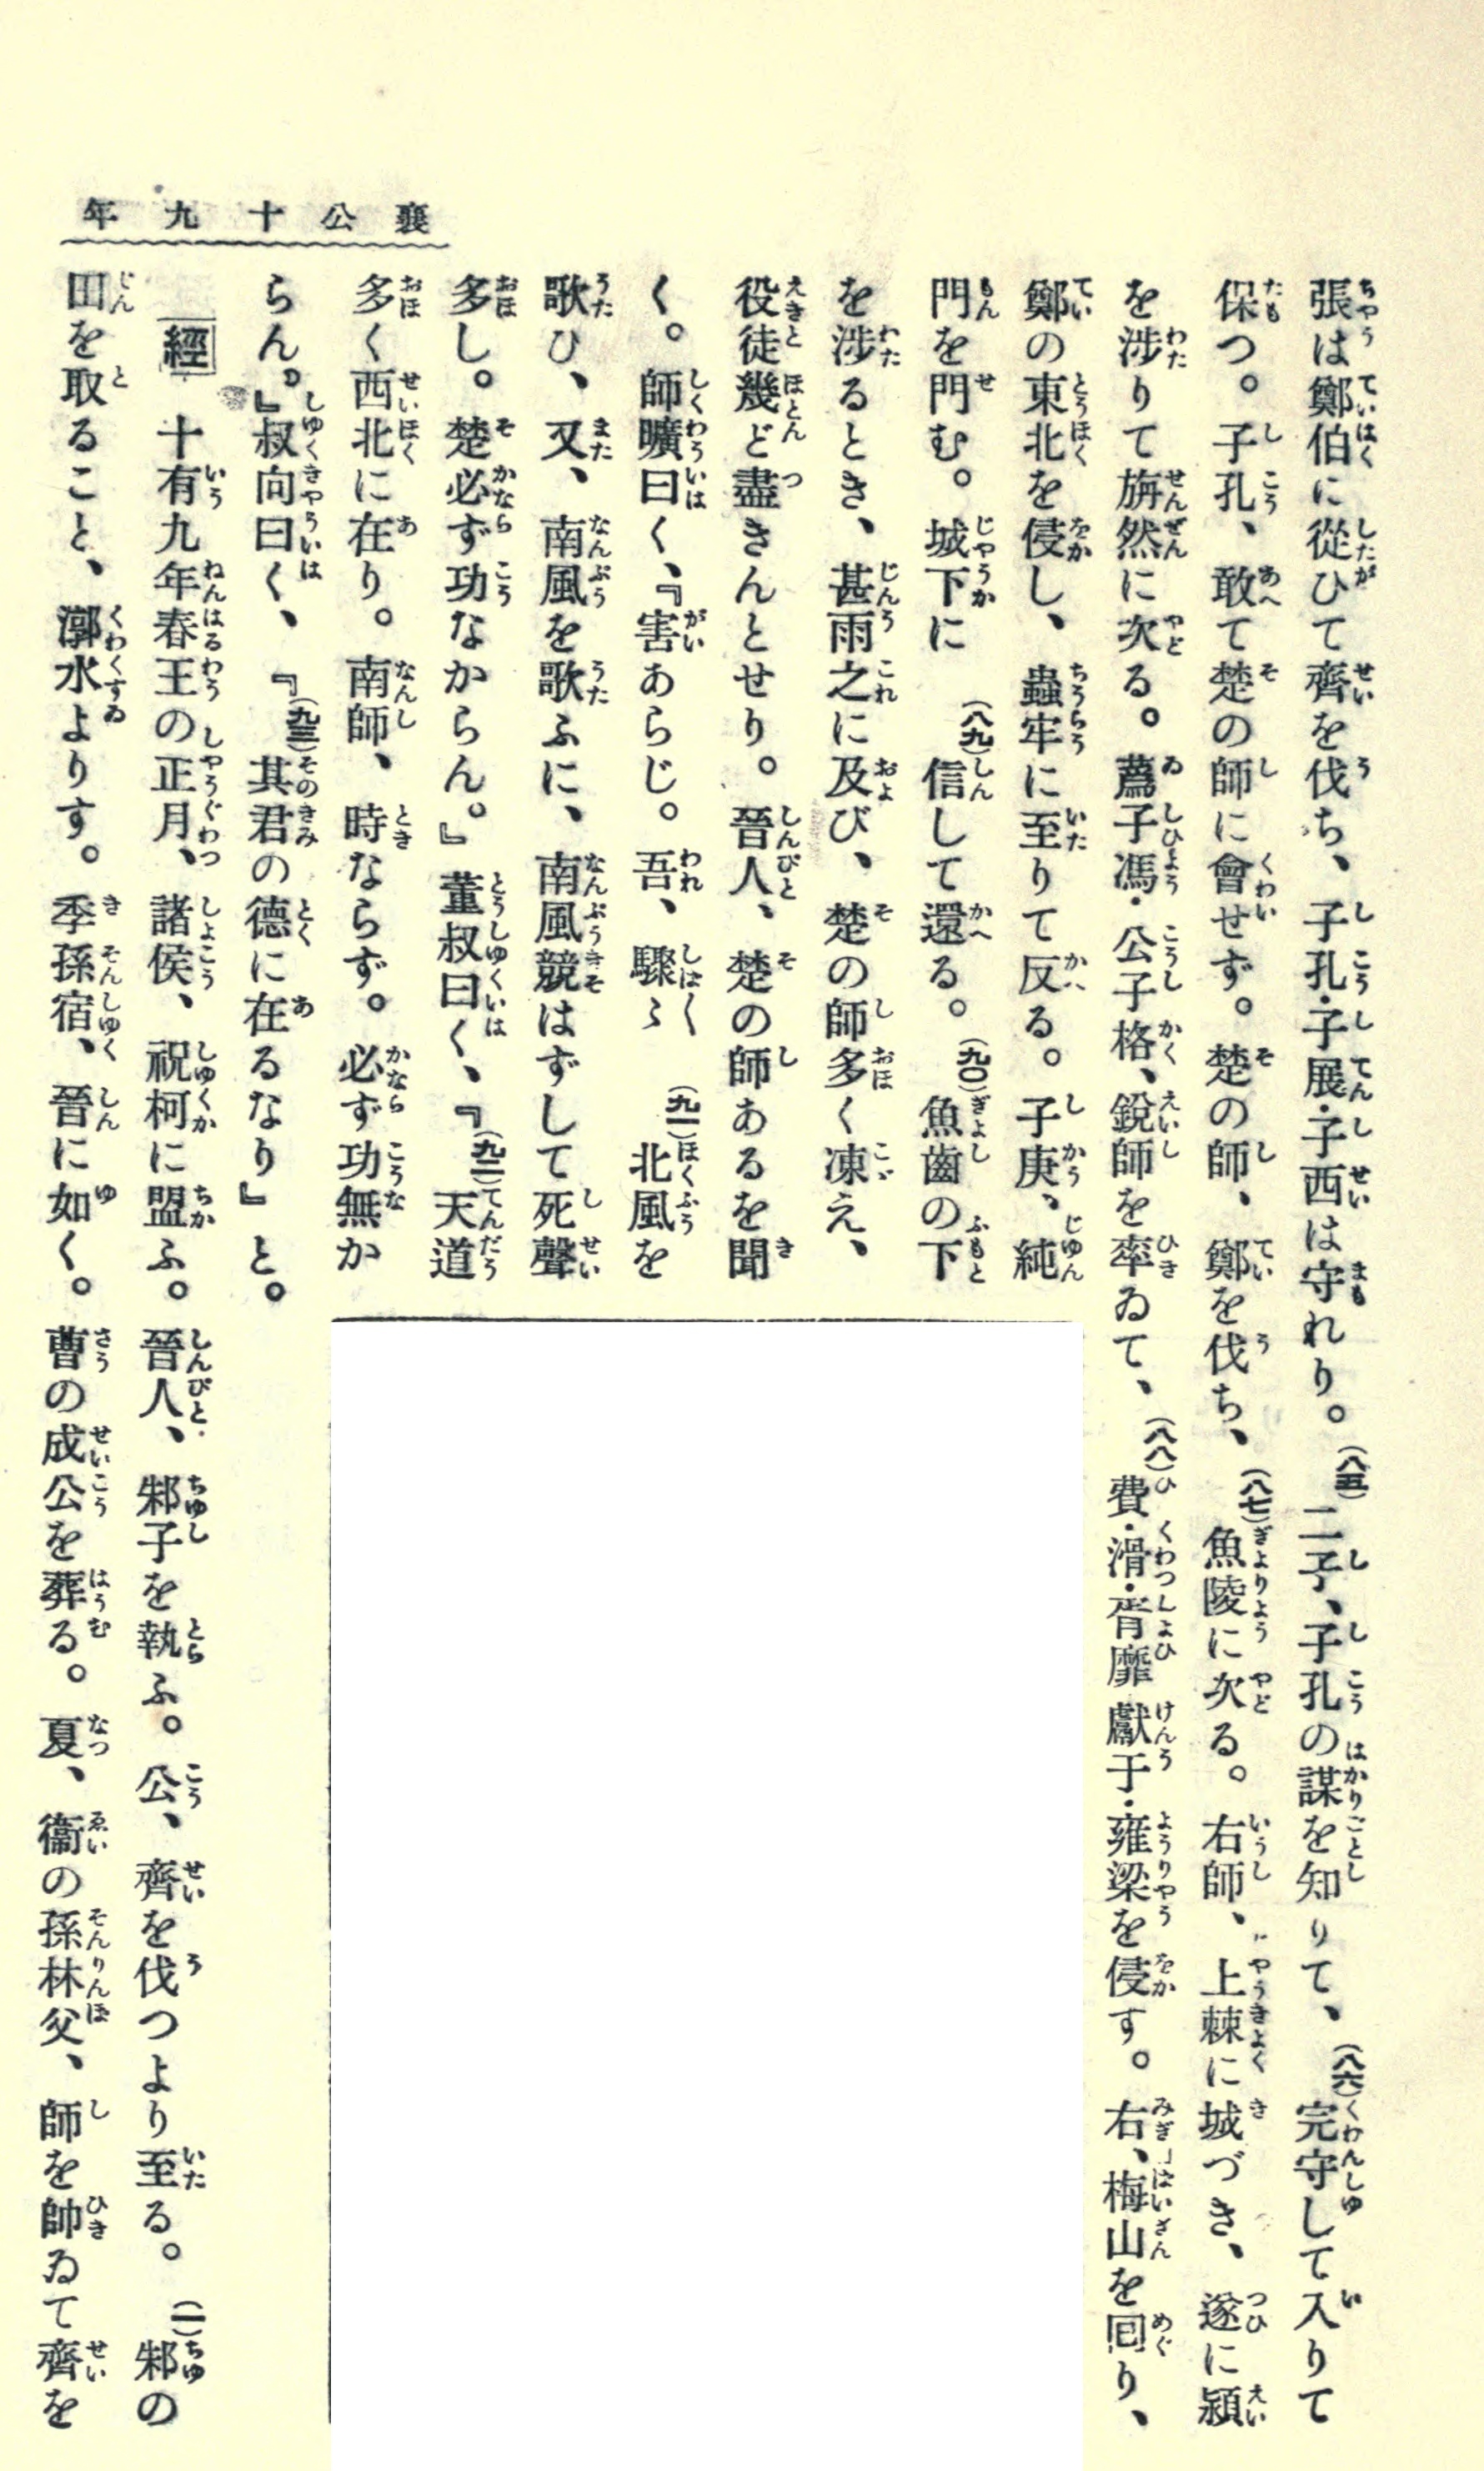 襄公十九年
張は鄭伯に從ひて齊を伐ち、子孔・子展・子西は守れり。(八五)二子、子孔の謀を知りて、(八六)完守して入りて
保つ。子孔、敢て楚の師に會せず。楚の師、鄭を伐ち、(八七)魚陵に次る。右師、上棘に城づき、遂に潁
を涉りて旃然に次る。蔿子馮・公子格、銳師を率ゐて、(八八)費・滑・胥靡獻于・雍梁を侵す。右、梅山を囘り、
鄭の東北を侵し、蟲牢に至りて反る。子庚、純
門を門む。城下に(八九)信して還る。(九〇)魚齒の下
を涉るとき、甚雨之に及び、楚の師多く凍え、
役徒幾ど盡きんとせり。晉人、楚の師あるを聞
く。師曠曰く、『害あらじ。吾、驟〻(九一)北風を
歌ひ、又、南風を歌ふに、南風競はずして死聲
多し。楚必ず功なからん。』董叔曰く、『(九二)天道
多く西北に在り。南師、時ならず。必ず功無か
らん。』叔向曰く、『(九三)其君の德に在るなり』と。
經 十有九年春王の正月、諸侯、祝柯に盟ふ。晉人、邾子を執ふ。公、齊を伐つより至る。(一)邾の
田を取ること、漷水よりす。季孫宿、晉に如く。曹の成公を葬る。夏、衞の孫林父、師を帥ゐて齊を